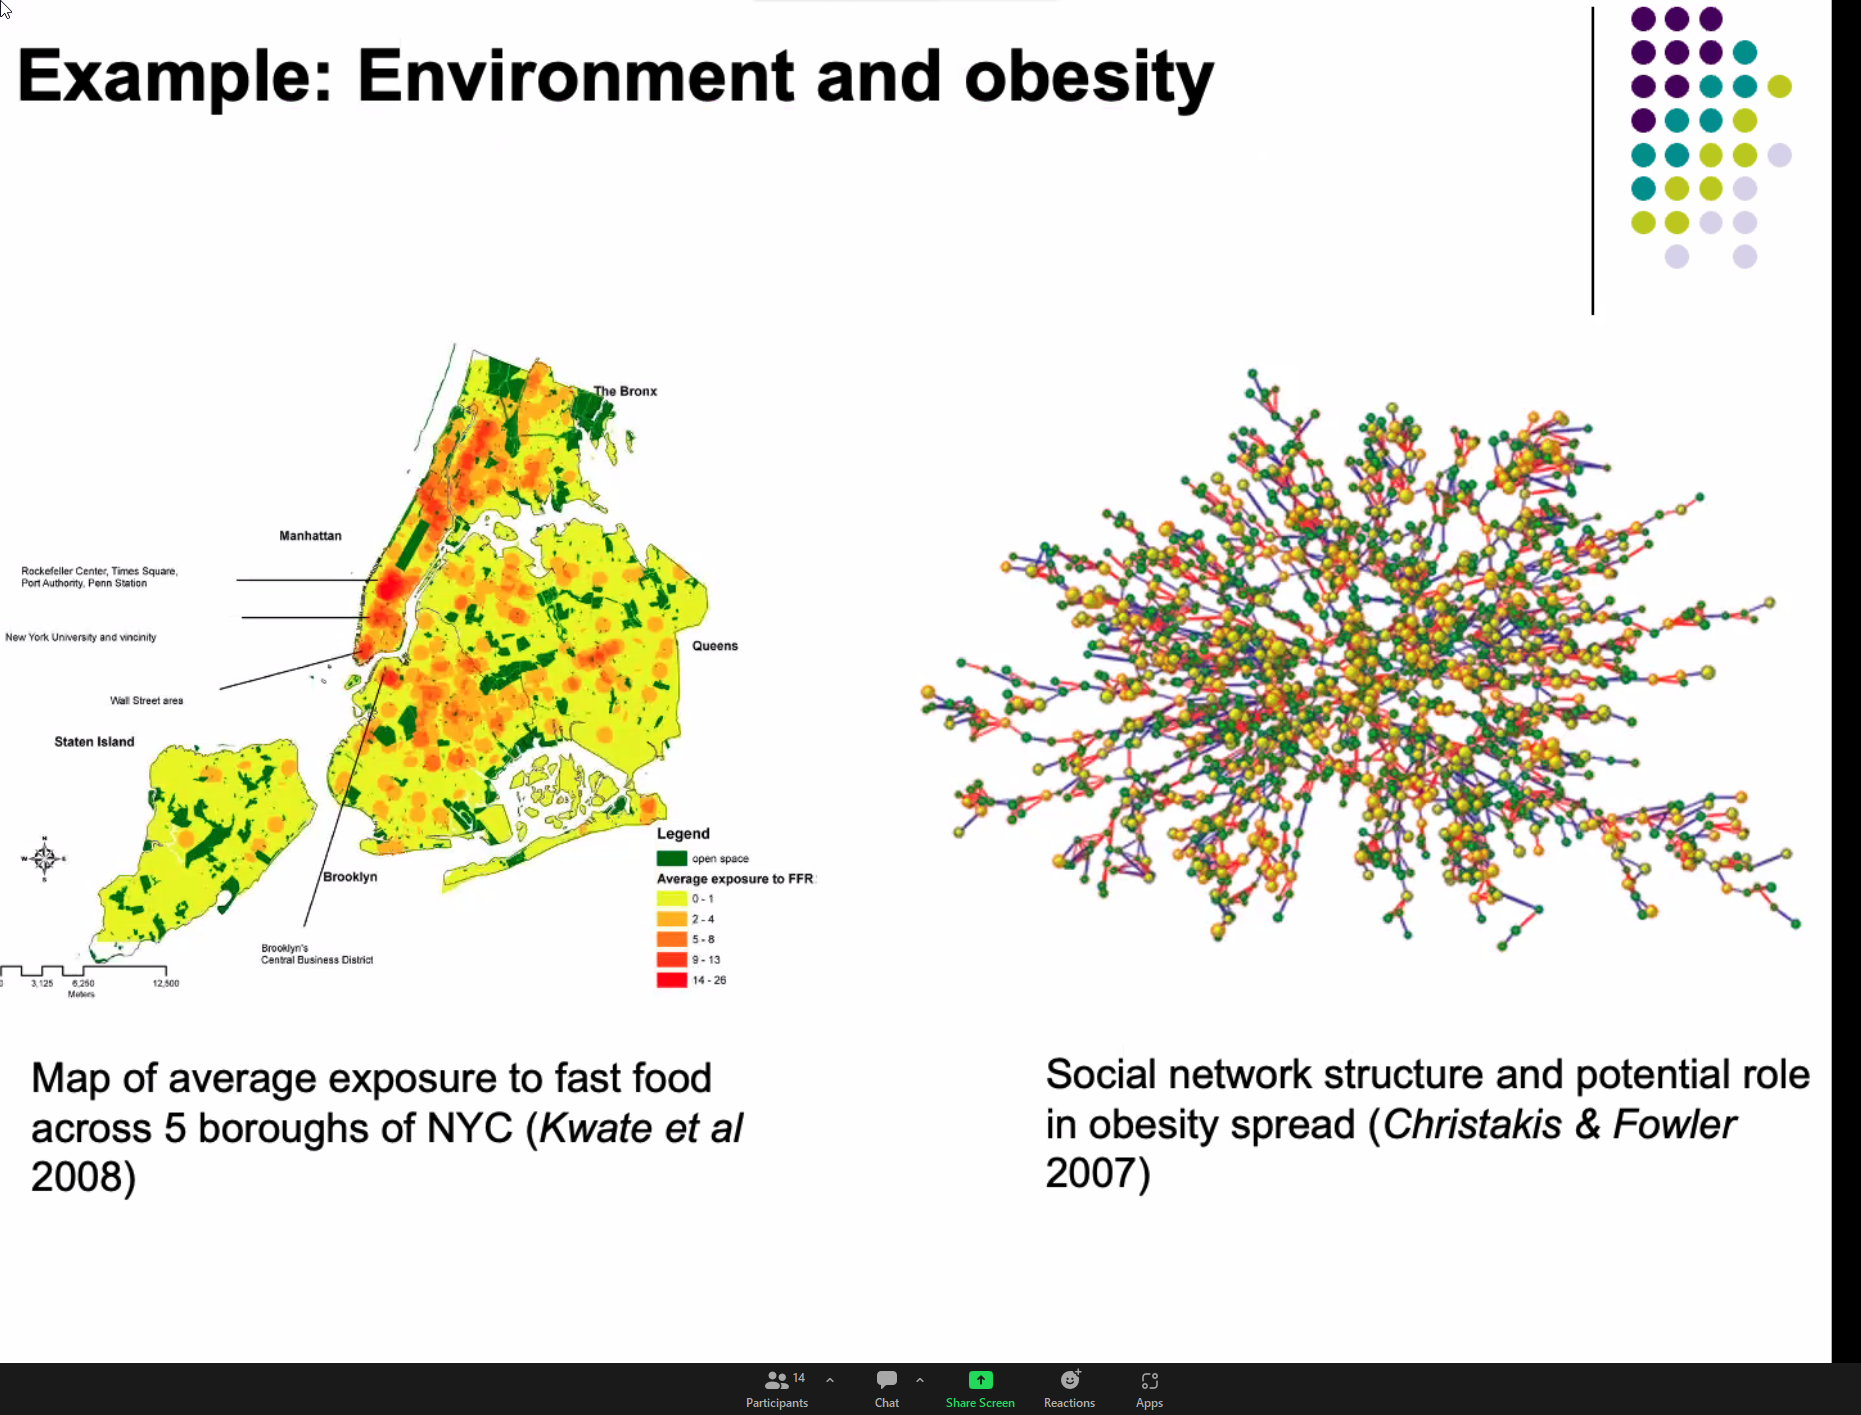 Example: Environment and obesity
The Bronx
Manhattan
Rockefeller Center, Times Square,
Port Authority, Penn Station
New York University and vincinity
Queens
Wall Street area
Staten Island
N
W E
S
Brooklyn
Brooklyn's
Central Business District
0 3,125 6,250 12,500
Meters
Legend
open space
Average exposure to FFR
0 - 1
2 - 4
5 - 8
9 - 13
14 - 26
Map of average exposure to fast food
across 5 boroughs of NYC (Kwate et al
2008)
Social network structure and potential role
in obesity spread (Christakis & Fowler
2007)
14
Participants Chat Share Screen Reactions Apps